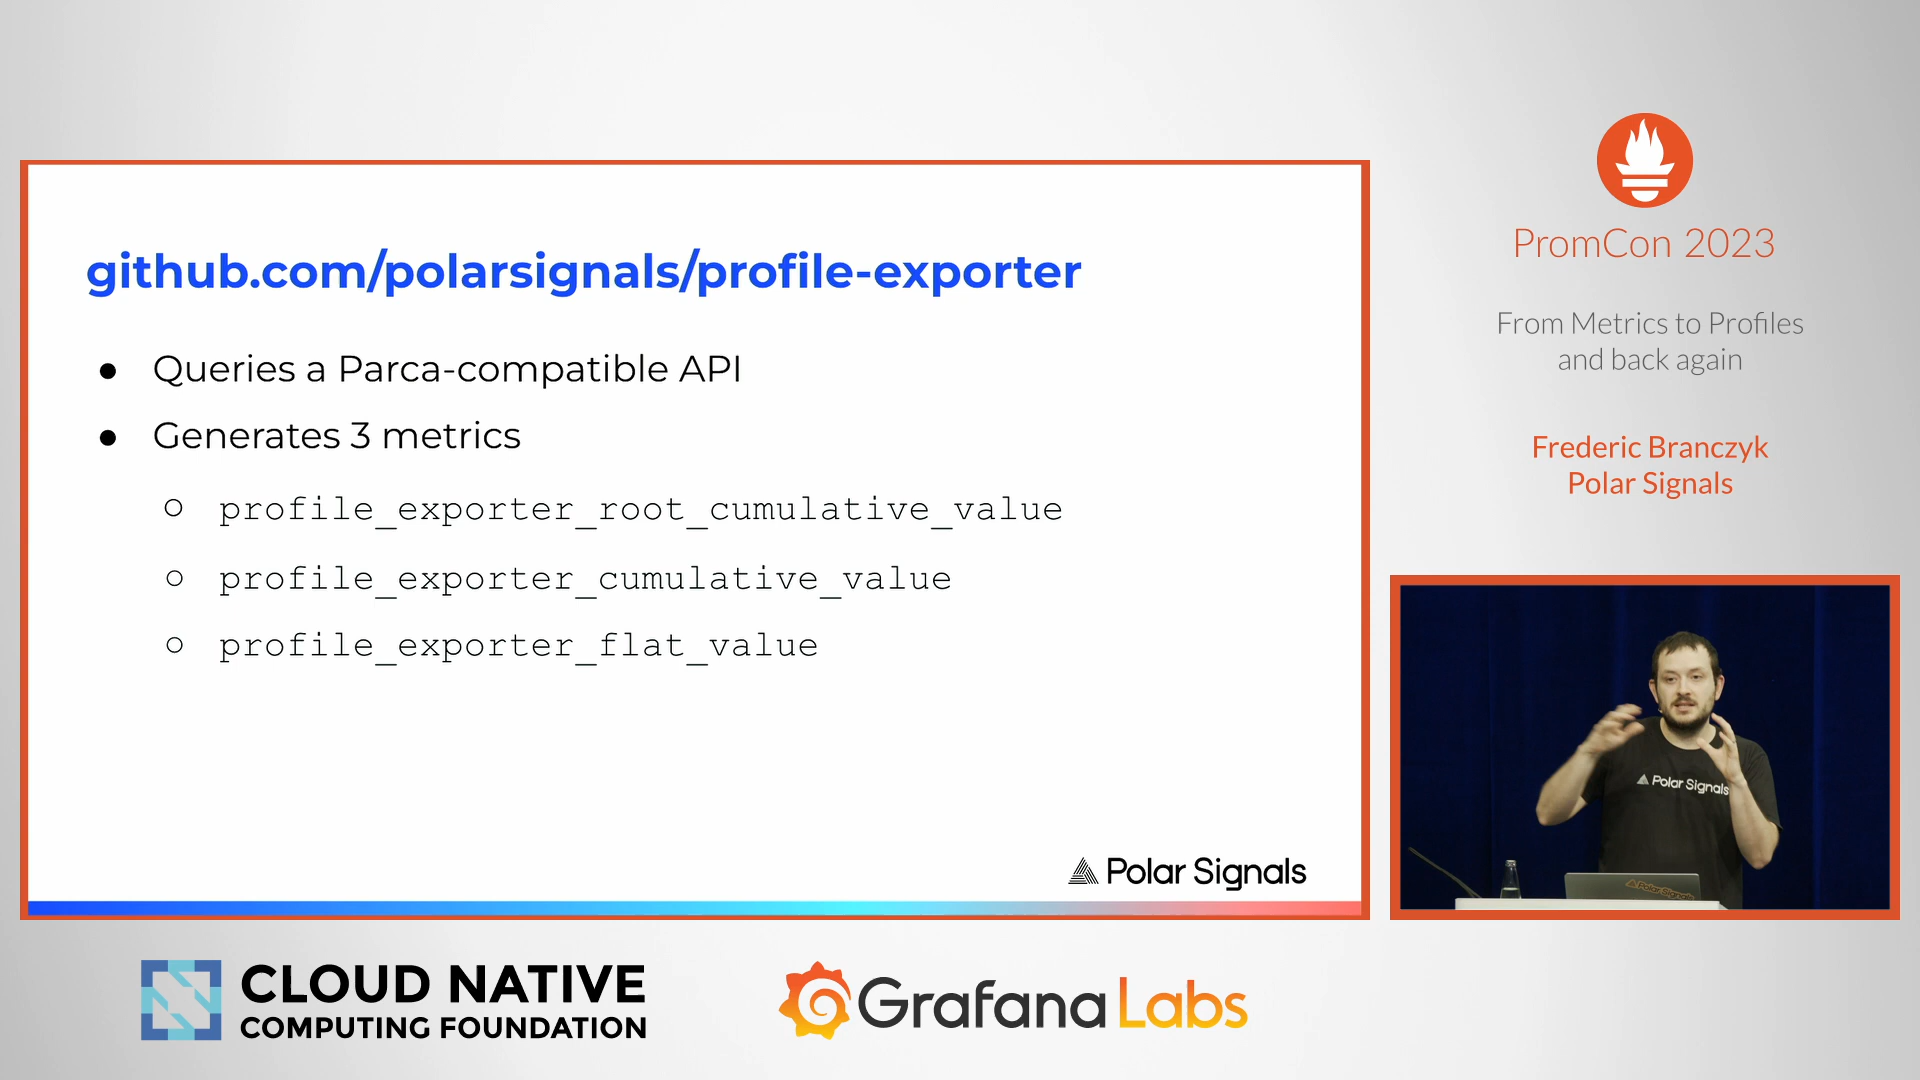 github.com/polarsignals/profile-exporter
● Queries a Parca-compatible API
● Generates 3 metrics
○ profile_exporter_root_cumulative_value
○ profile_exporter_cumulative_value
○ profile_exporter_flat_value
Polar Signals
PromCon 2023
From Metrics to Profiles
and back again
Frederic Branczyk
Polar Signals
Polar Signals
Polar Signals
CLOUD NATIVE
COMPUTING FOUNDATION
Grafana Labs